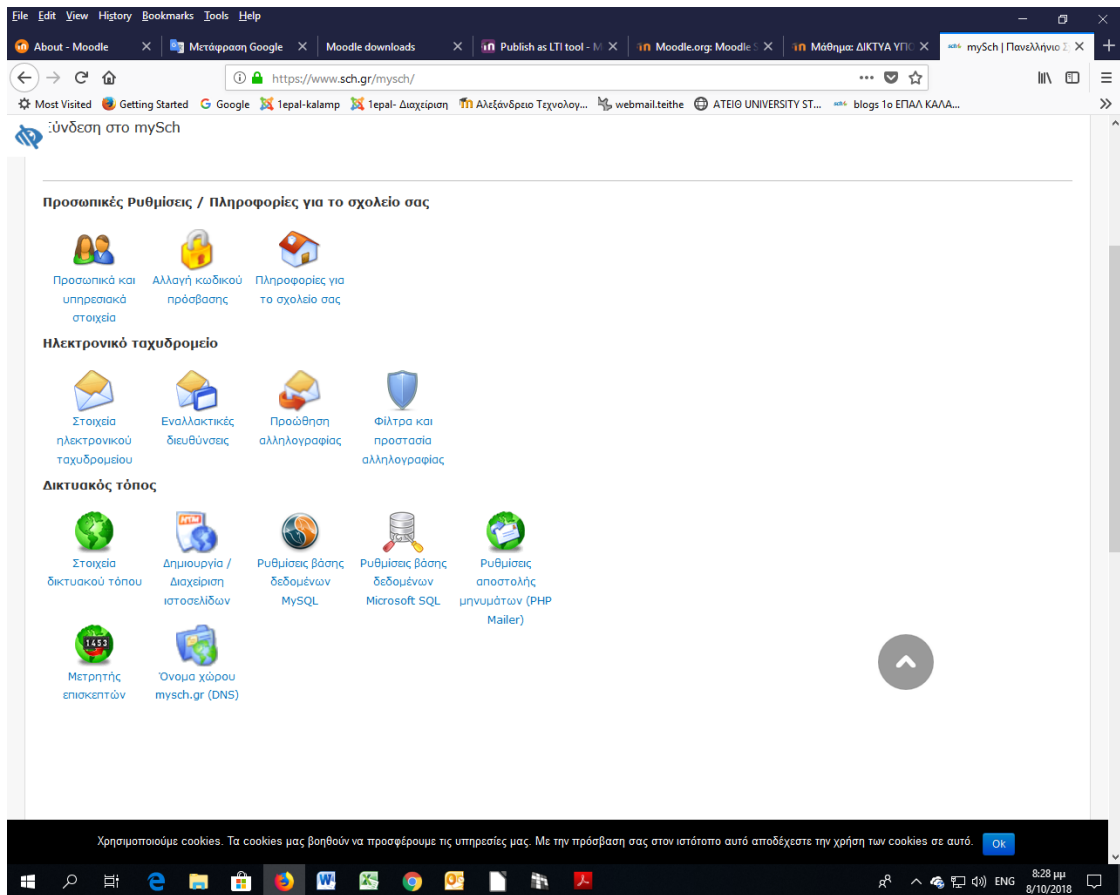 File Edit View History Bookmarks Tools Help
About - Moodle
Μετάφραση Google
Moodle downloads
Publish as LTI tool - M
Moodle.org: Moodle S
Μάθημα: ΔΙΚΤΥΑ ΥΠΟ
mySch | Πανελλήνιο Σ
https://www.sch.gr/mysch/
Most Visited Getting Started Google 1epal-kalamp 1epal- Διαχείριση Αλεξάνδρειο Τεχνολογ... webmail.teithe ATEIΘ UNIVERSITY ST... blogs 1ο ΕΠΑΛ ΚΑΛΑ...
Σύνδεση στο mySch
Προσωπικές Ρυθμίσεις / Πληροφορίες για το σχολείο σας
Προσωπικά και
υπηρεσιακά
στοιχεία
Αλλαγή κωδικού
πρόσβασης
Πληροφορίες για
το σχολείο σας
Ηλεκτρονικό ταχυδρομείο
Στοιχεία
ηλεκτρονικού
ταχυδρομείου
Εναλλακτικές
διευθύνσεις
Προώθηση
αλληλογραφίας
Φίλτρα και
προστασία
αλληλογραφίας
Δικτυακός τόπος
Στοιχεία
δικτυακού τόπου
Δημιουργία /
Διαχείριση
ιστοσελίδων
Ρυθμίσεις βάσης
δεδομένων
MySQL
Ρυθμίσεις βάσης
δεδομένων
Microsoft SQL
Ρυθμίσεις
αποστολής
μηνυμάτων (PHP
Mailer)
1453
Μετρητής
επισκεπτών
Όνομα χώρου
mysch.gr (DNS)
Χρησιμοποιούμε cookies. Τα cookies μας βοηθούν να προσφέρουμε τις υπηρεσίες μας. Με την πρόσβαση σας στον ιστότοπο αυτό αποδέχεστε την χρήση των cookies σε αυτό. Ok
ENG
8:28 μμ
8/10/2018